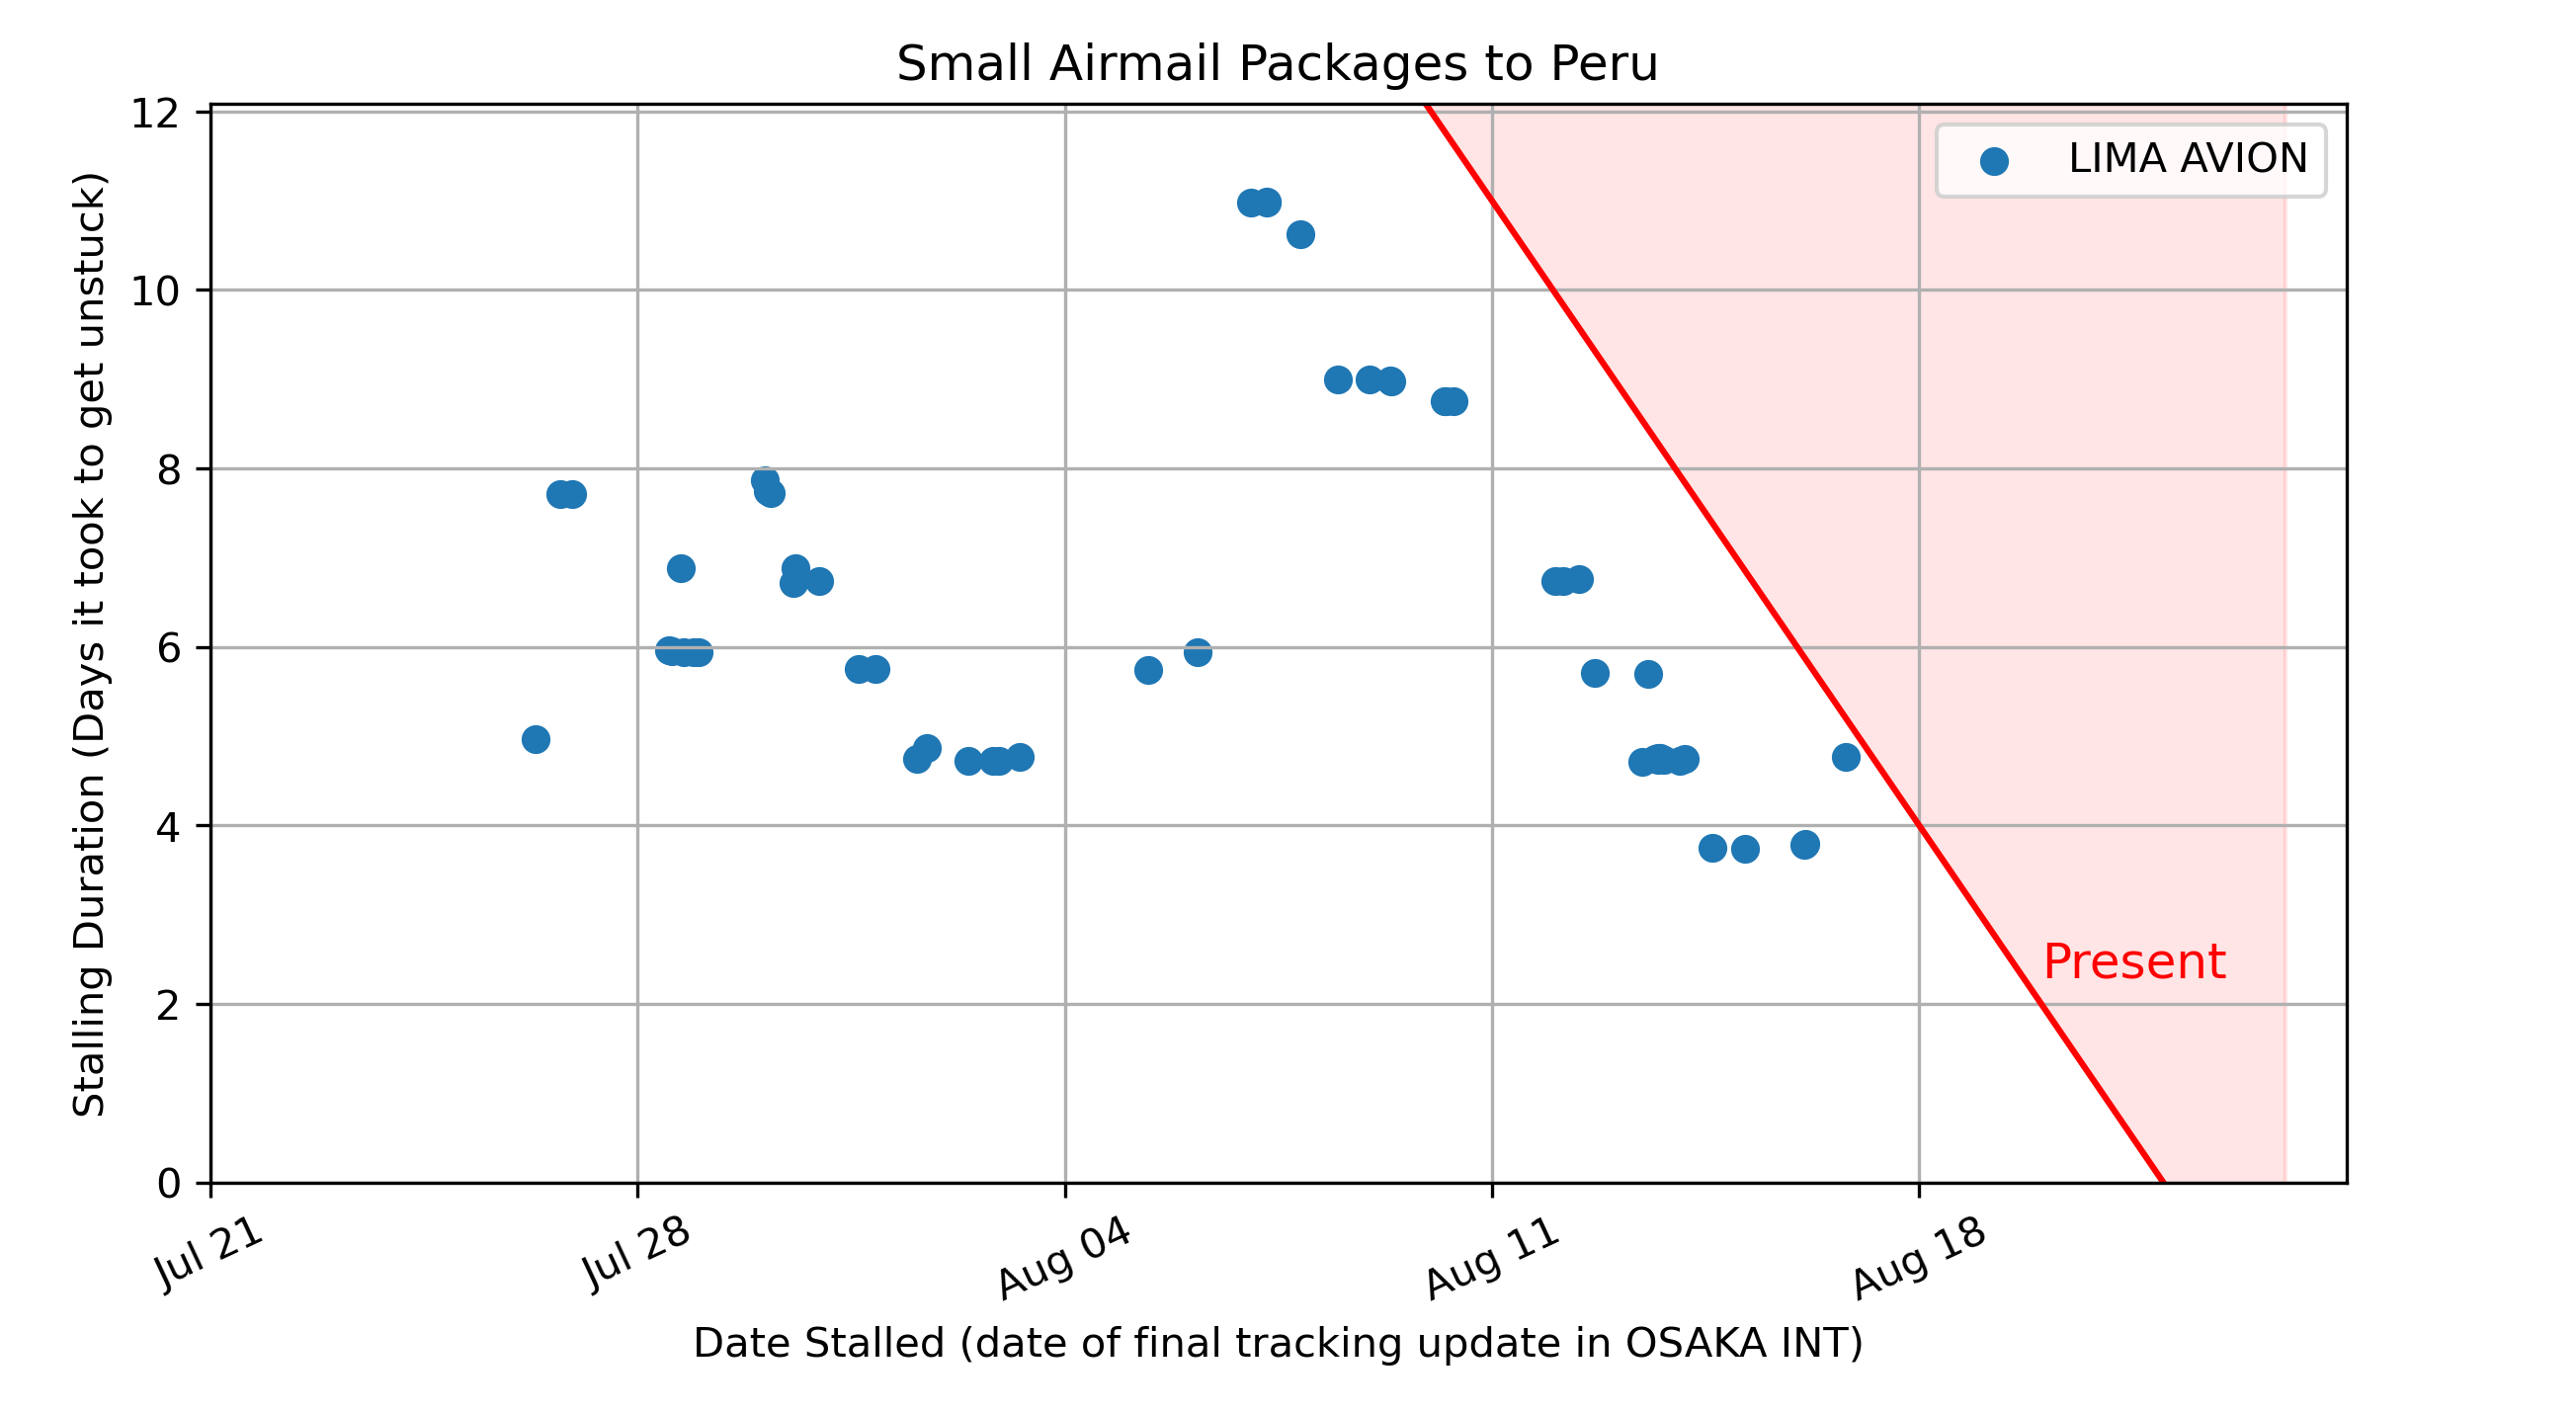 Small Airmail Packages to Peru
Stalling Duration (Days it took to get unstuck)
12
10
8
6
4
2
0
LIMA AVION
Present
Jul 21
Jul 28
Aug 04
Aug 11
Aug 18
Date Stalled (date of final tracking update in OSAKA INT)